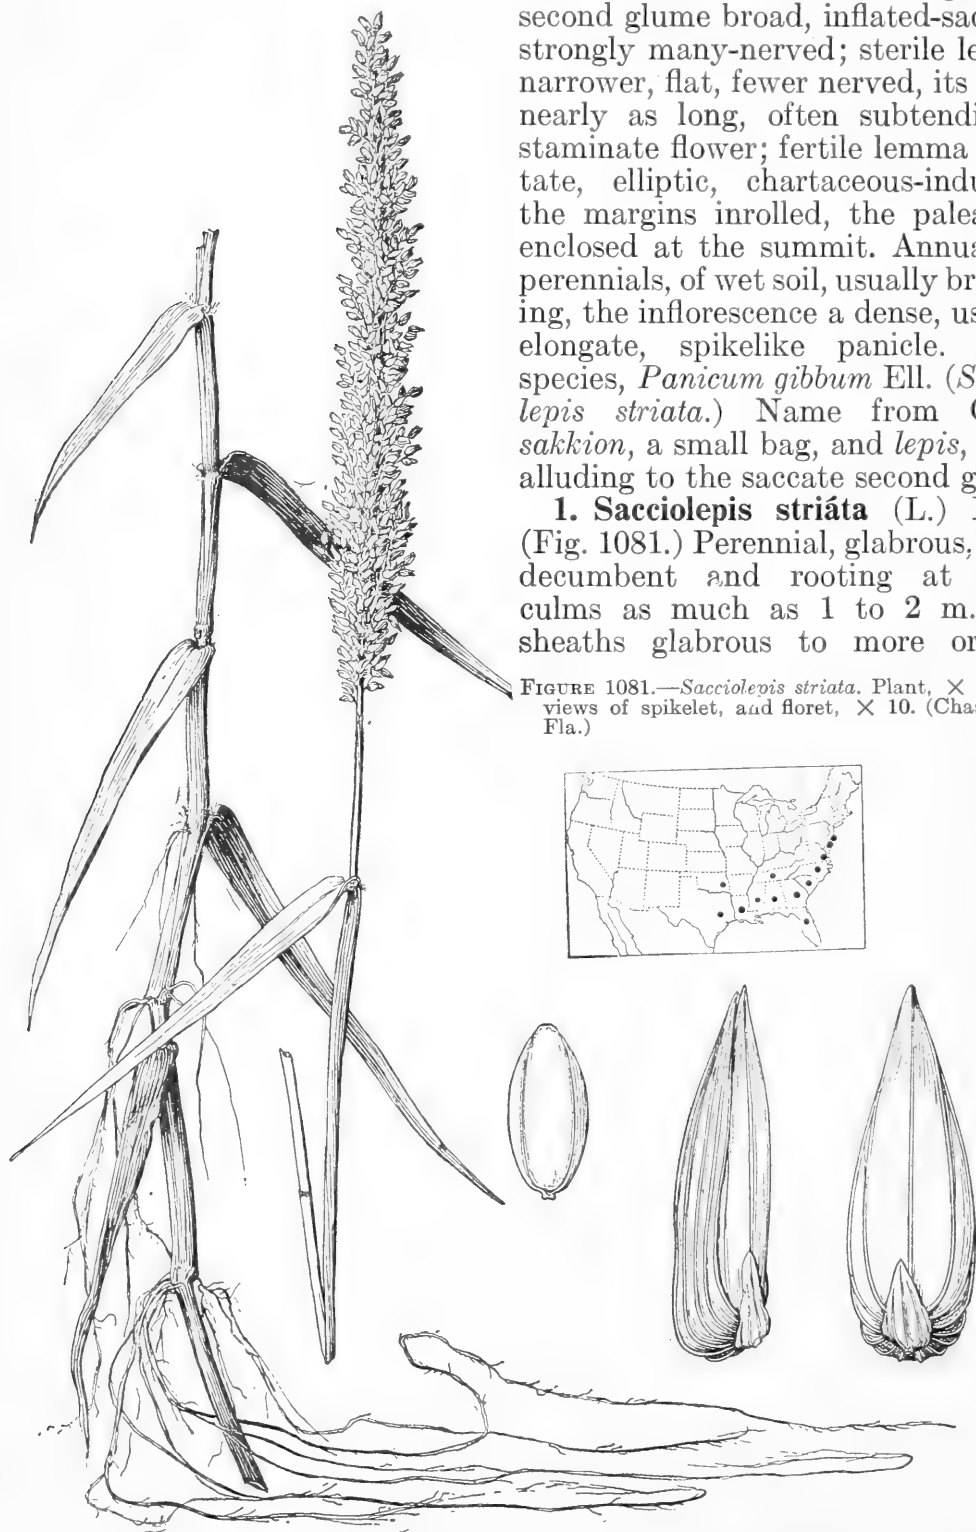 second glume broad, inflated-sac
strongly many-nerved; sterile le
narrower, flat, fewer nerved, its
nearly as long, often subtendi
staminate flower; fertile lemma
tate, elliptic, chartaceous-indu
the margins inrolled, the palea
enclosed at the summit. Annua
perennials, of wet soil, usually br
ing, the inflorescence a dense, us
elongate, spikelike panicle.
species, Panicum gibbum Ell. (S
lepis striata.) Name from G
sakkion, a small bag, and lepis,
alluding to the saccate second g
1. Sacciolepis striáta (L.)
(Fig. 1081.) Perennial, glabrous,
decumbent and rooting at
culms as much as 1 to 2 m.
sheaths glabrous to more or
FIGURE 1081.—Sacciolepis striata. Plant, ×
views of spikelet, and floret, × 10. (Chas
Fla.)